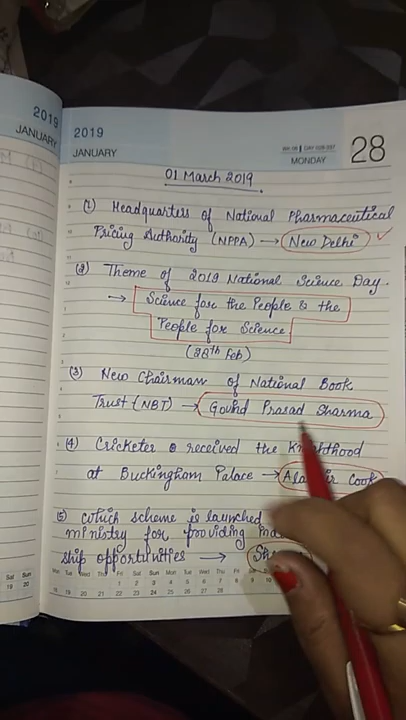 2019
JANUARY
2019
JANUARY
MONDAY
28
01 March 2019
(1) Headquarters of National Pharmaceutical
Pricing Authority (NPPA) → New Delhi ✓
(2) Theme of 2019 National Science Day.
→ Science for the People & the
People for Science
(28th Feb)
(3) New Chairman of National Book
Trust (NBT) → Govind Prasad Sharma
(4) Cricketer received the Knighthood
at Buckingham Palace → Cook
(5) Which scheme is launched
ministry for providing
ship opportunities →